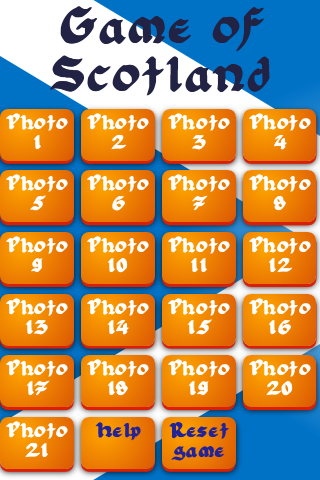 Game of
Scotland
Photo 1
Photo 2
Photo 3
Photo 4
Photo 5
Photo 6
Photo 7
Photo 8
Photo 9
Photo 10
Photo 11
Photo 12
Photo 13
Photo 14
Photo 15
Photo 16
Photo 17
Photo 18
Photo 19
Photo 20
Photo 21
help
Reset
game